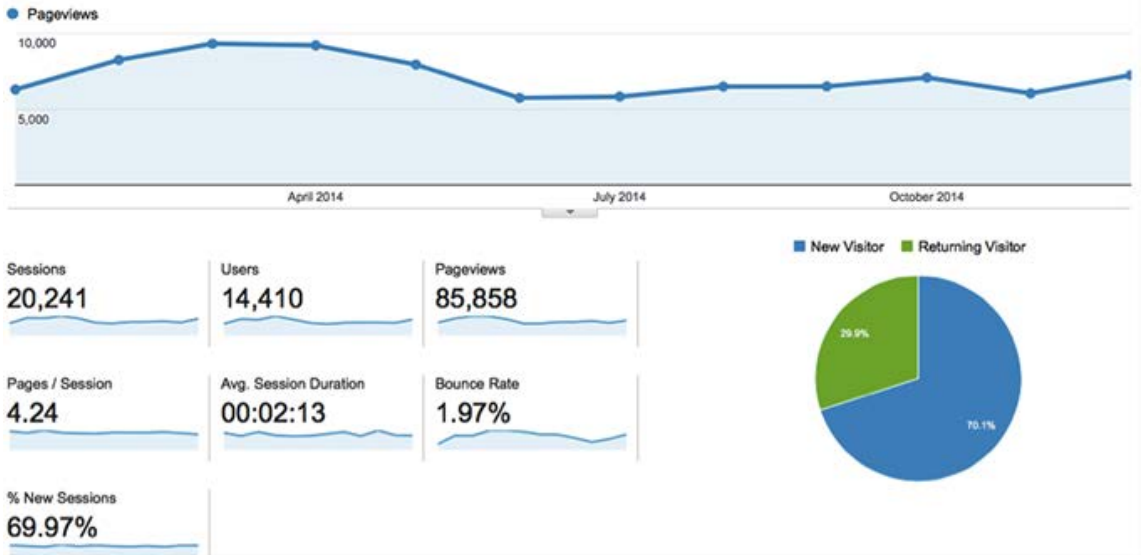 Pageviews
10,000
5,000
April 2014 July 2014 October 2014
New Visitor Returning Visitor
Sessions
20,241
Users
14,410
Pageviews
85,858
Pages / Session
4.24
Avg. Session Duration
00:02:13
Bounce Rate
1.97%
% New Sessions
69.97%
29.9%
70.1%